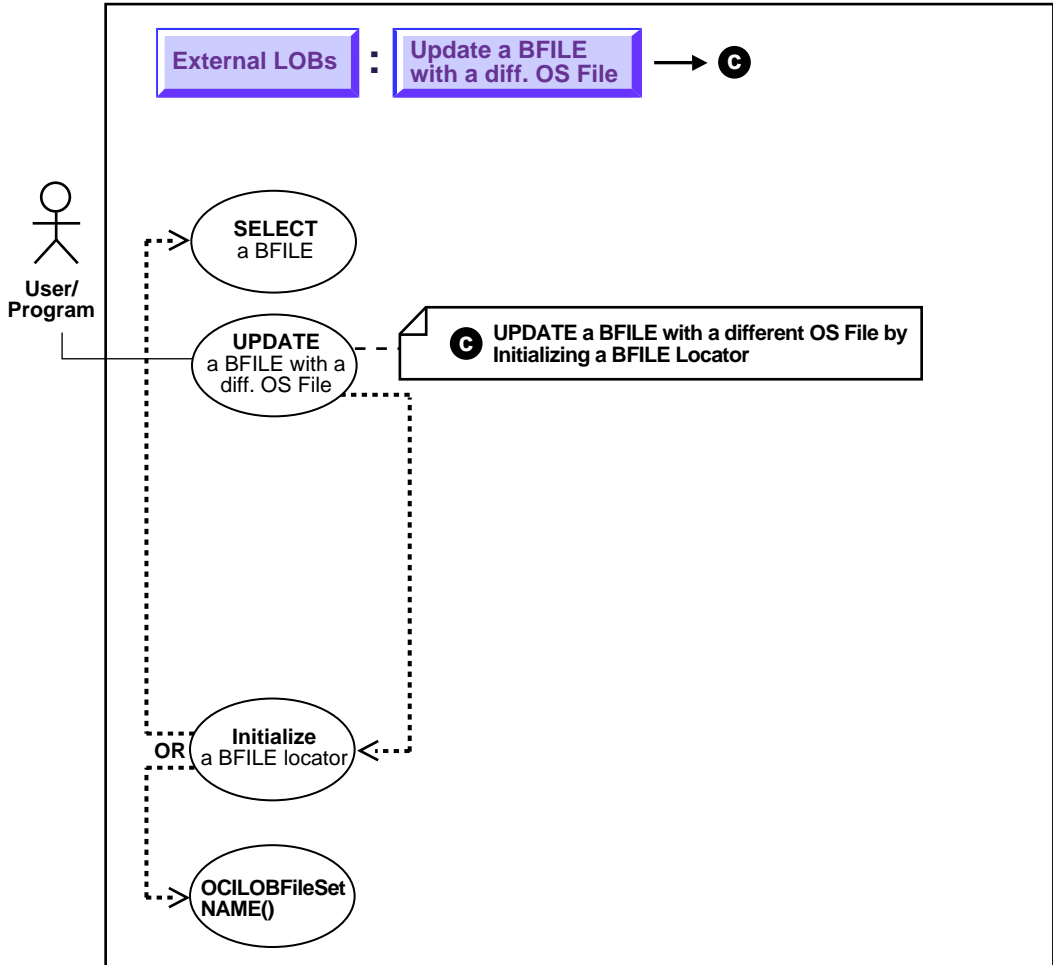 External LOBs : Update a BFILE
with a diff. OS File
C
SELECT
a BFILE
User/
Program
UPDATE
a BFILE with a
diff. OS File
C UPDATE a BFILE with a different OS File by
Initializing a BFILE Locator
OR
Initialize
a BFILE locator
OCILOBFileSet
NAME()